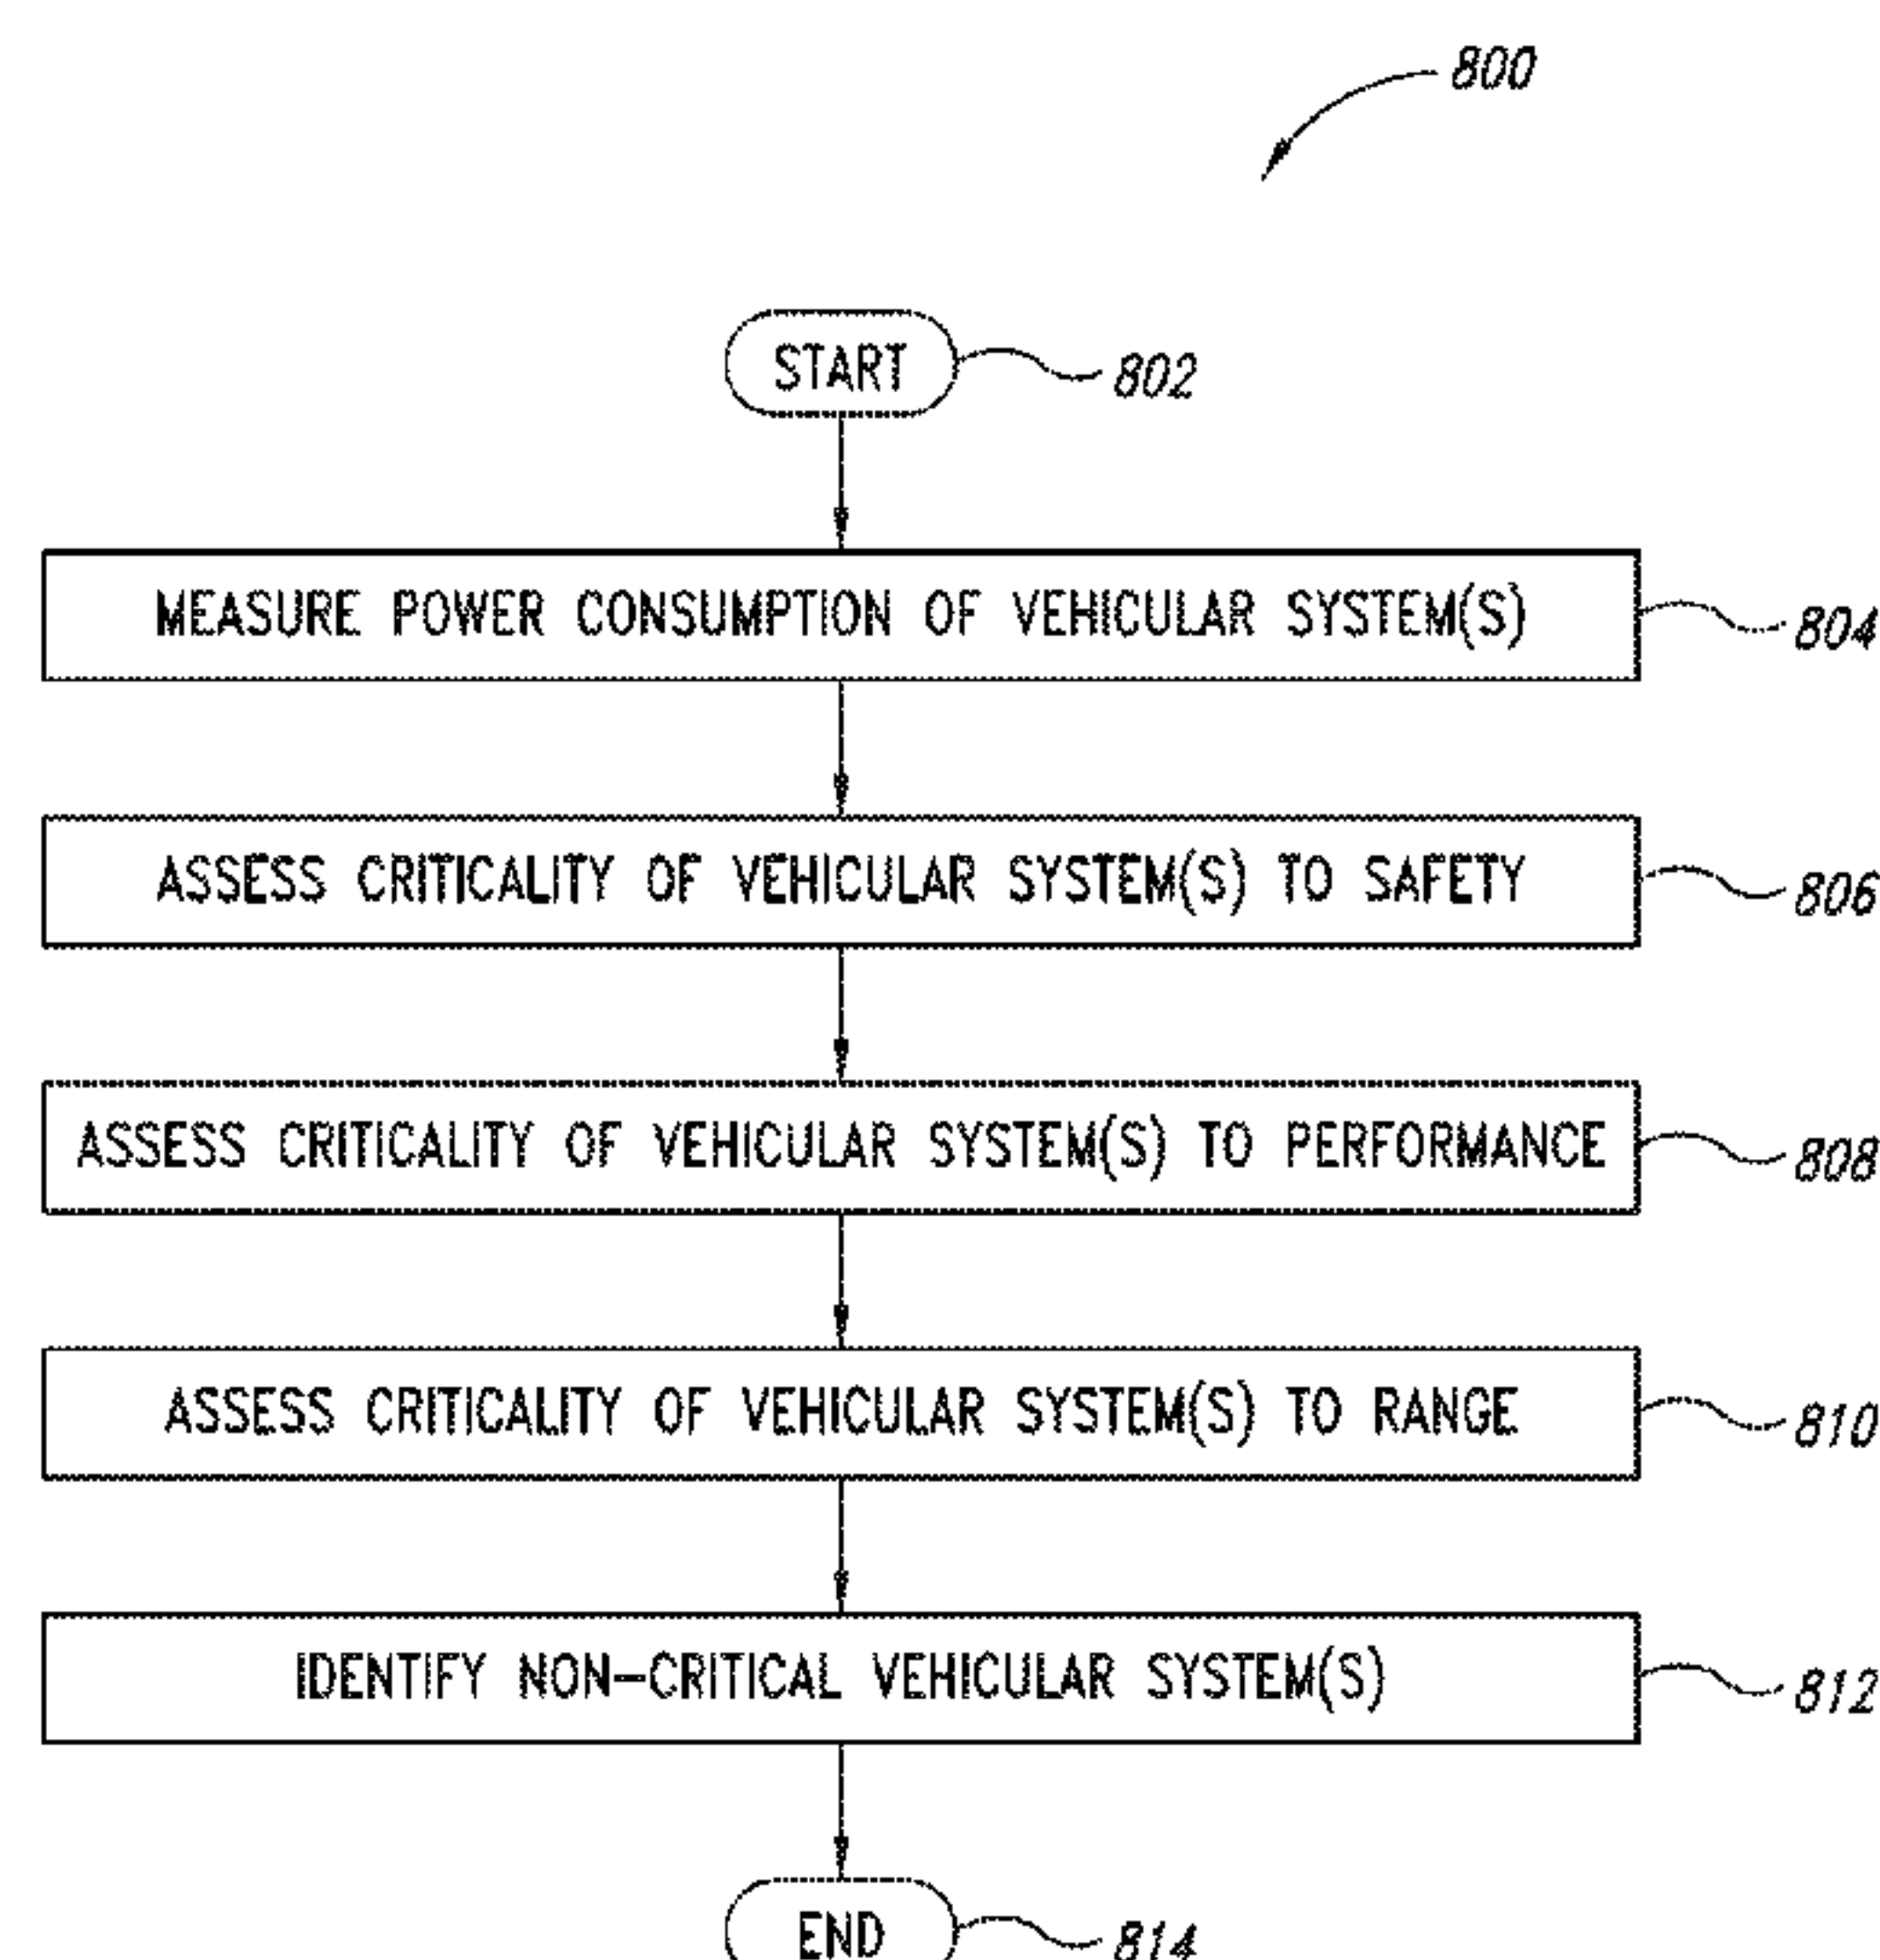 800
START
802
MEASURE POWER CONSUMPTION OF VEHICULAR SYSTEM(S)
804
ASSESS CRITICALITY OF VEHICULAR SYSTEM(S) TO SAFETY
806
ASSESS CRITICALITY OF VEHICULAR SYSTEM(S) TO PERFORMANCE
808
ASSESS CRITICALITY OF VEHICULAR SYSTEM(S) TO RANGE
810
IDENTIFY NON-CRITICAL VEHICULAR SYSTEM(S)
812
END
814